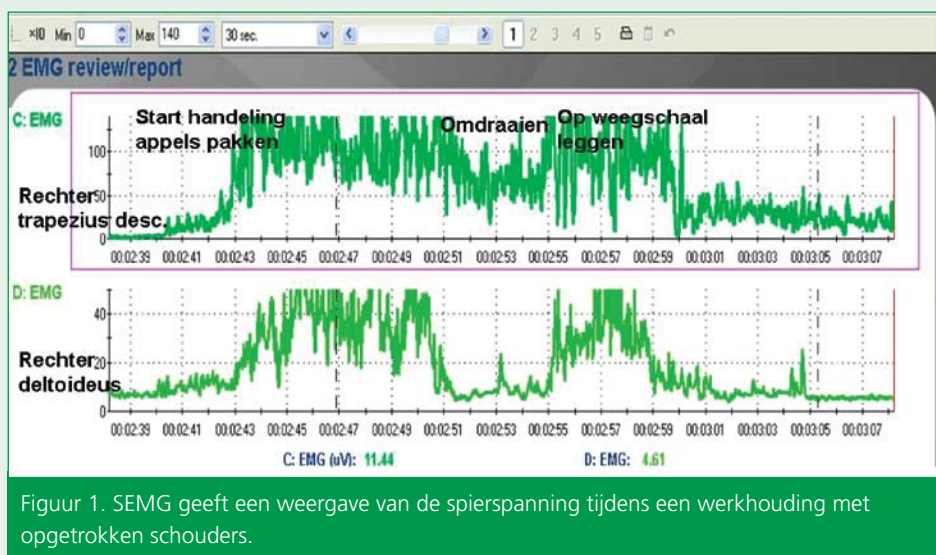 ×10 Min 0 Max 140 30 sec. 1 2 3 4 5
2 EMG review/report
C: EMG
Start handeling
appels pakken
Omdraaien
Op weegschaal
leggen
100
50
0
Rechter
trapezius desc.
00:02:39 00:02:41 00:02:43 00:02:45 00:02:47 00:02:49 00:02:51 00:02:53 00:02:55 00:02:57 00:02:59 00:03:01 00:03:03 00:03:05 00:03:07
D: EMG
40
20
0
Rechter
deltoideus
00:02:39 00:02:41 00:02:43 00:02:45 00:02:47 00:02:49 00:02:51 00:02:53 00:02:55 00:02:57 00:02:59 00:03:01 00:03:03 00:03:05 00:03:07
C: EMG (uV): 11.44 D: EMG: 4.61
Figuur 1. SEMG geeft een weergave van de spierspanning tijdens een werkhouding met
opgetrokken schouders.